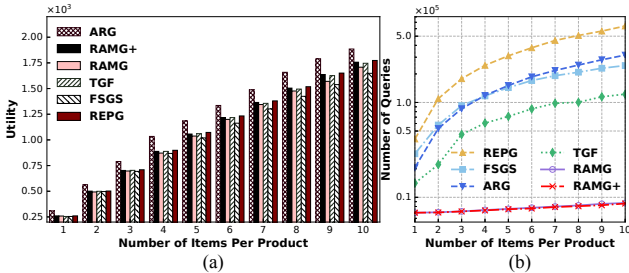 ×10³
Utility
2.00
1.75
1.50
1.25
1.00
0.75
0.50
0.25
ARG
RAMG+
RAMG
TGF
FSGS
REPG
1 2 3 4 5 6 7 8 9 10
Number of Items Per Product
(a)
×10⁵
Number of Queries
5.0
1.0
0.5
0.1
REPG
FSGS
ARG
TGF
RAMG
RAMG+
1 2 3 4 5 6 7 8 9 10
Number of Items Per Product
(b)